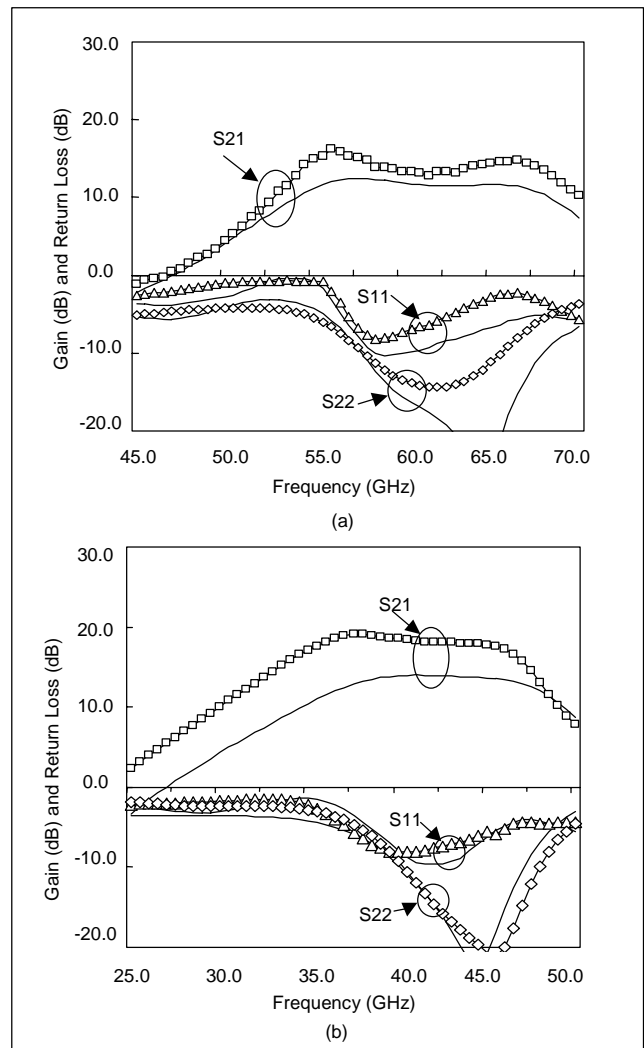 30.0
20.0
10.0
0.0
-10.0
-20.0
Gain (dB) and Return Loss (dB)
S21
S11
S22
45.0 50.0 55.0 60.0 65.0 70.0
Frequency (GHz)
(a)
30.0
20.0
10.0
0.0
-10.0
-20.0
Gain (dB) and Return Loss (dB)
S21
S11
S22
25.0 30.0 35.0 40.0 45.0 50.0
Frequency (GHz)
(b)